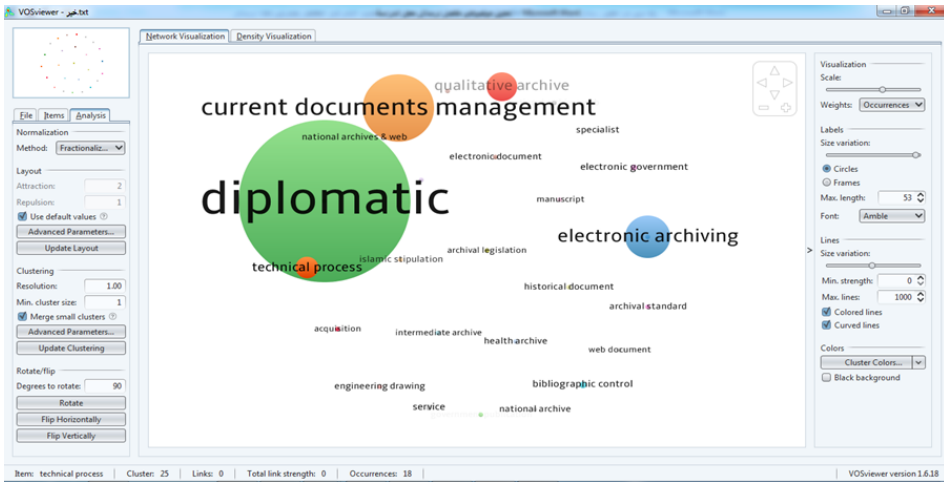 VOSviewer - خبر.txt
Network Visualization Density Visualization
File Items Analysis
Normalization
Method: Fractionaliz...
Layout
Attraction: 2
Repulsion: 1
Use default values
Advanced Parameters...
Update Layout
Clustering
Resolution: 1.00
Min. cluster size: 1
Merge small clusters
Advanced Parameters...
Update Clustering
Rotate/flip
Degrees to rotate: 90
Rotate
Flip Horizontally
Flip Vertically
qualitative archive
current documents management
specialist
national archives & web
electronic document
electronic government
diplomatic
manuscript
electronic archiving
archival legislation
islamic stipulation
technical process
historical document
archival standard
acquisition
intermediate archive
health archive
web document
engineering drawing
bibliographic control
service
national archive
Visualization
Scale:
Weights: Occurrences
Labels
Size variation:
Circles
Frames
Max. length: 53
Font: Amble
Lines
Size variation:
Min. strength: 0
Max. lines: 1000
Colored lines
Curved lines
Colors
Cluster Colors...
Black background
Item: technical process Cluster: 25 Links: 0 Total link strength: 0 Occurrences: 18 VOSviewer version 1.6.18